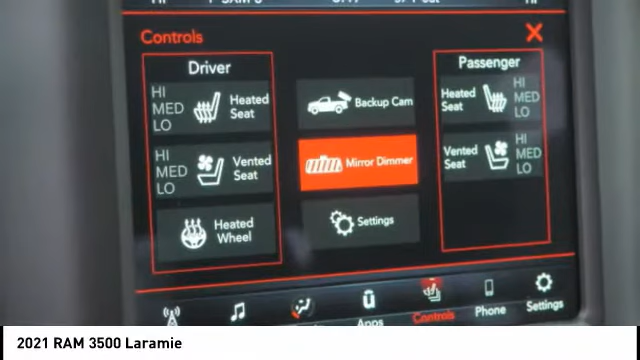 Controls
Driver
HI
MED
LO
Heated
Seat
HI
MED
LO
Vented
Seat
Heated
Wheel
Backup Cam
Mirror Dimmer
Settings
Passenger
Heated
Seat
HI
MED
LO
Vented
Seat
HI
MED
LO
Apps
Controls
Phone
Settings
2021 RAM 3500 Laramie